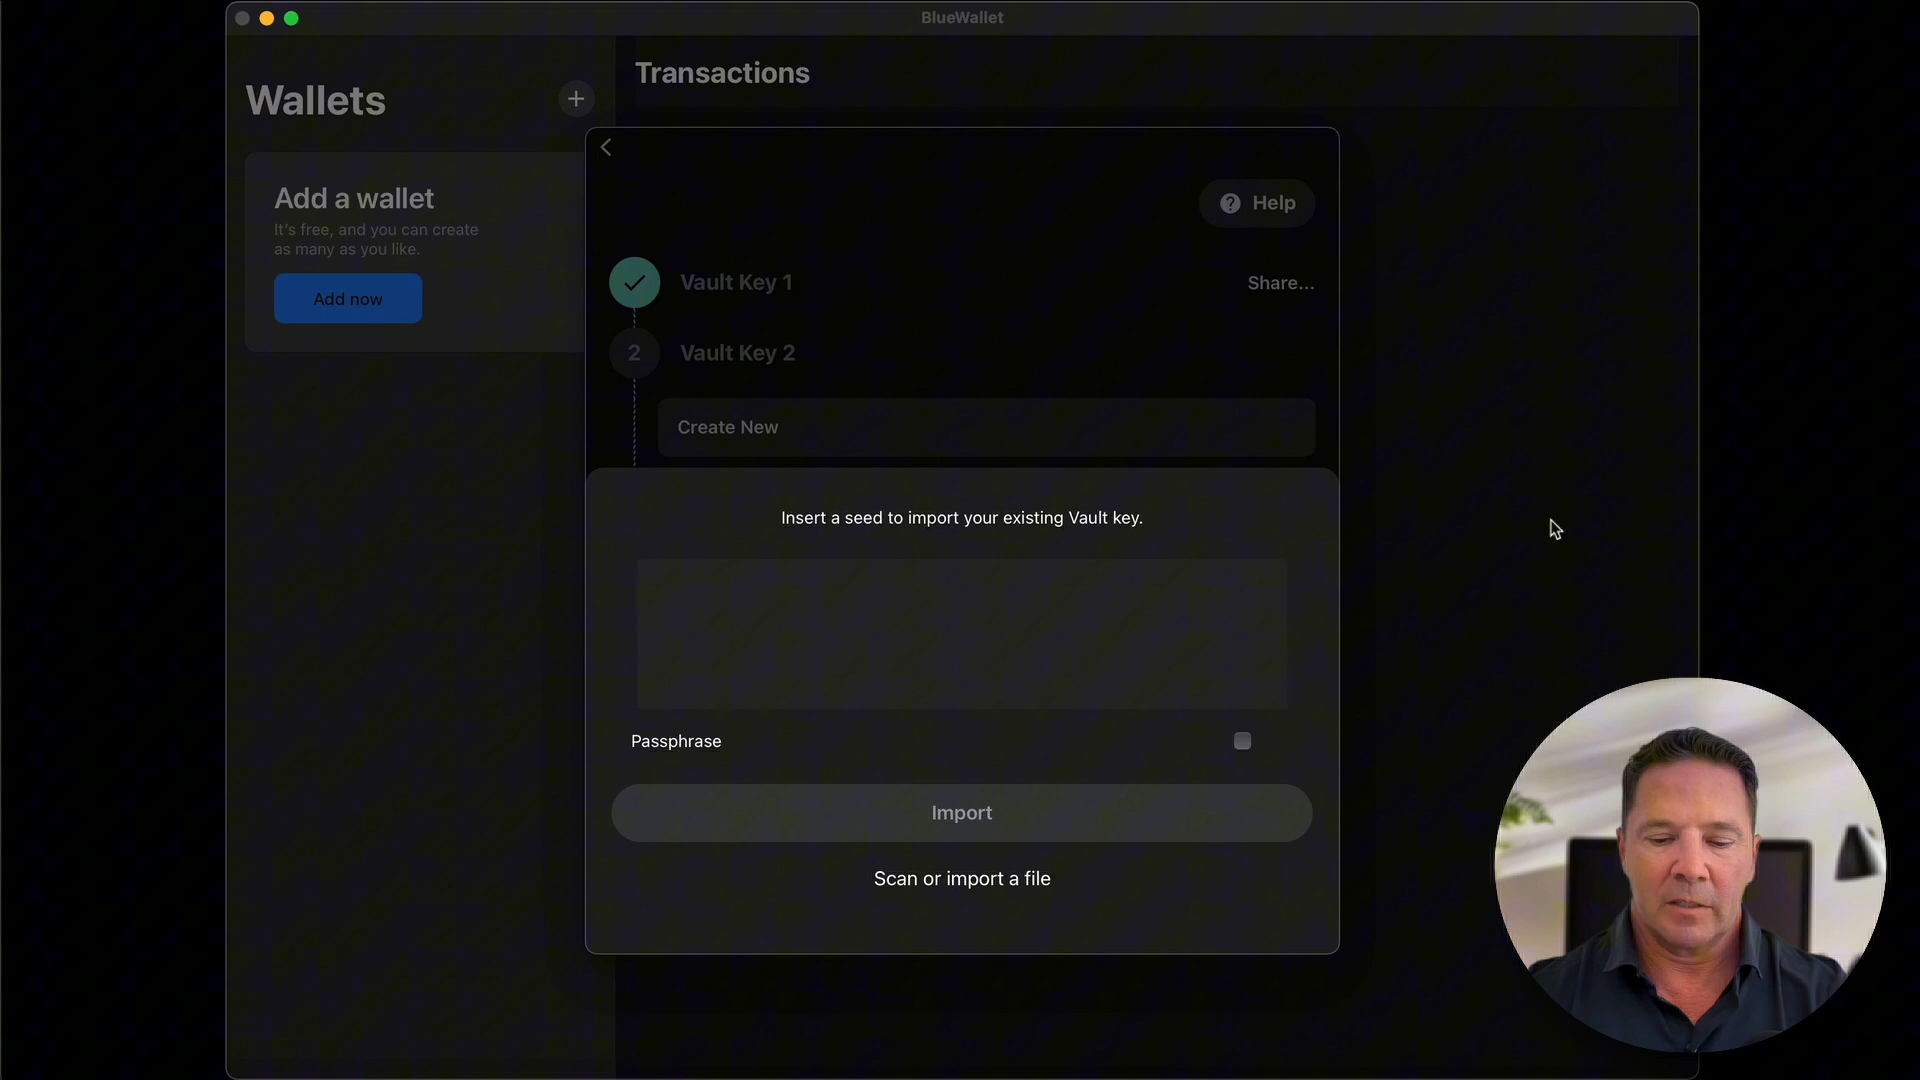 BlueWallet
Wallets
+
Transactions
Add a wallet
It's free, and you can create
as many as you like.
Add now
Help
Vault Key 1
Share...
2
Vault Key 2
Create New
Insert a seed to import your existing Vault key.
Passphrase
Import
Scan or import a file